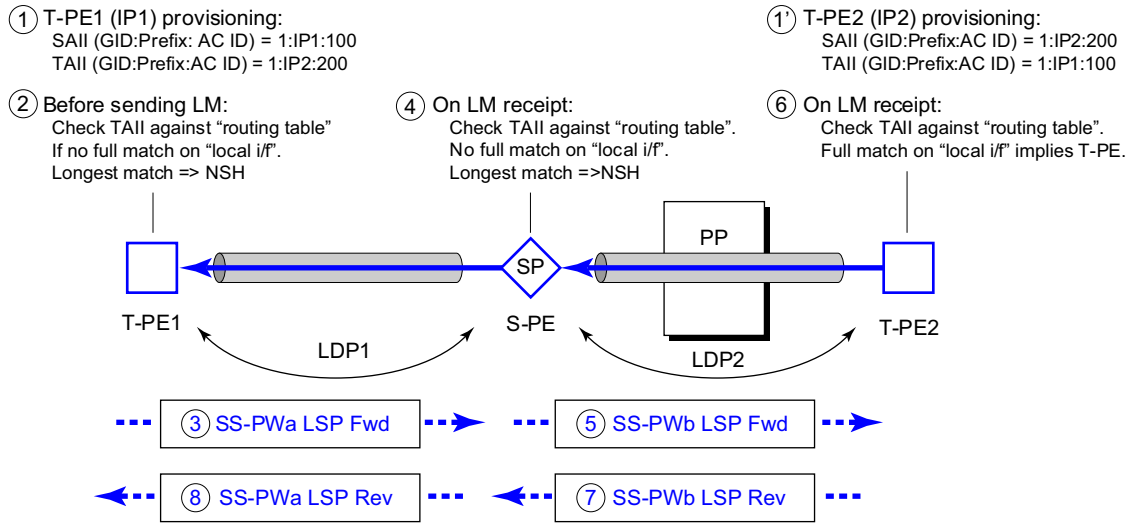 1 T-PE1 (IP1) provisioning:
SAII (GID:Prefix: AC ID) = 1:IP1:100
TAII (GID:Prefix:AC ID) = 1:IP2:200
1' T-PE2 (IP2) provisioning:
SAII (GID:Prefix:AC ID) = 1:IP2:200
TAII (GID:Prefix:AC ID) = 1:IP1:100
2 Before sending LM:
Check TAII against “routing table”
If no full match on “local i/f”.
Longest match => NSH
4 On LM receipt:
Check TAII against “routing table”.
No full match on “local i/f”.
Longest match =>NSH
6 On LM receipt:
Check TAII against “routing table”.
Full match on “local i/f” implies T-PE.
PP
SP
T-PE1
S-PE
T-PE2
LDP1
LDP2
3 SS-PWa LSP Fwd
5 SS-PWb LSP Fwd
8 SS-PWa LSP Rev
7 SS-PWb LSP Rev